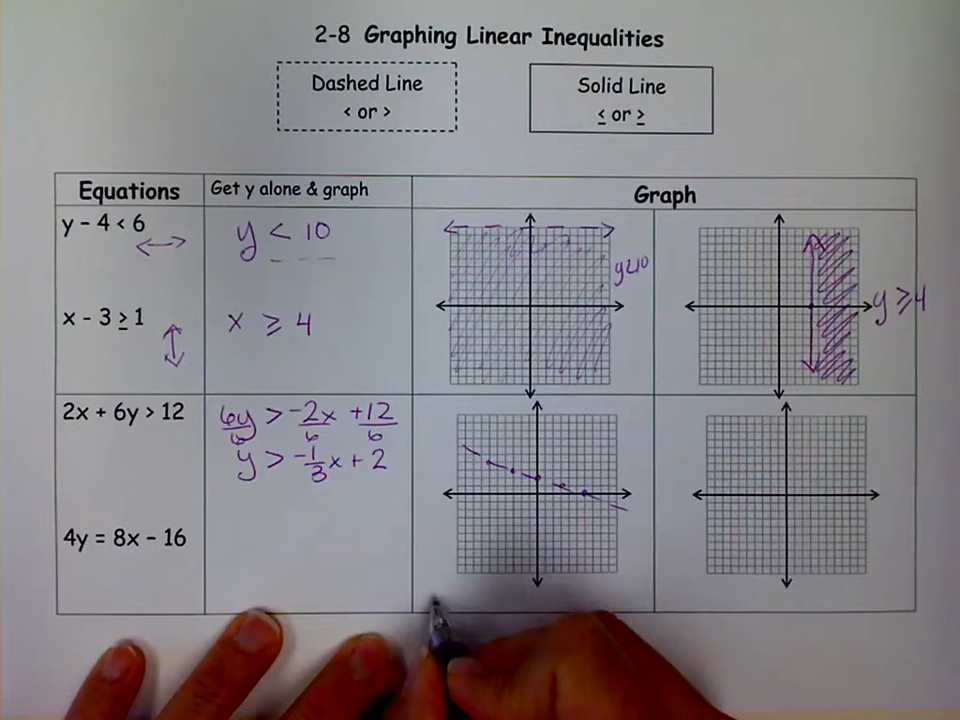 2-8 Graphing Linear Inequalities
Dashed Line
< or >
Solid Line
≤ or ≥
Equations
Get y alone & graph
Graph
y - 4 < 6
y < 10
y<10
x - 3 ≥ 1
x ≥ 4
y ≥ 4
2x + 6y > 12
6y/6 > -2x/6 +12/6
y > -1/3x + 2
4y = 8x - 16